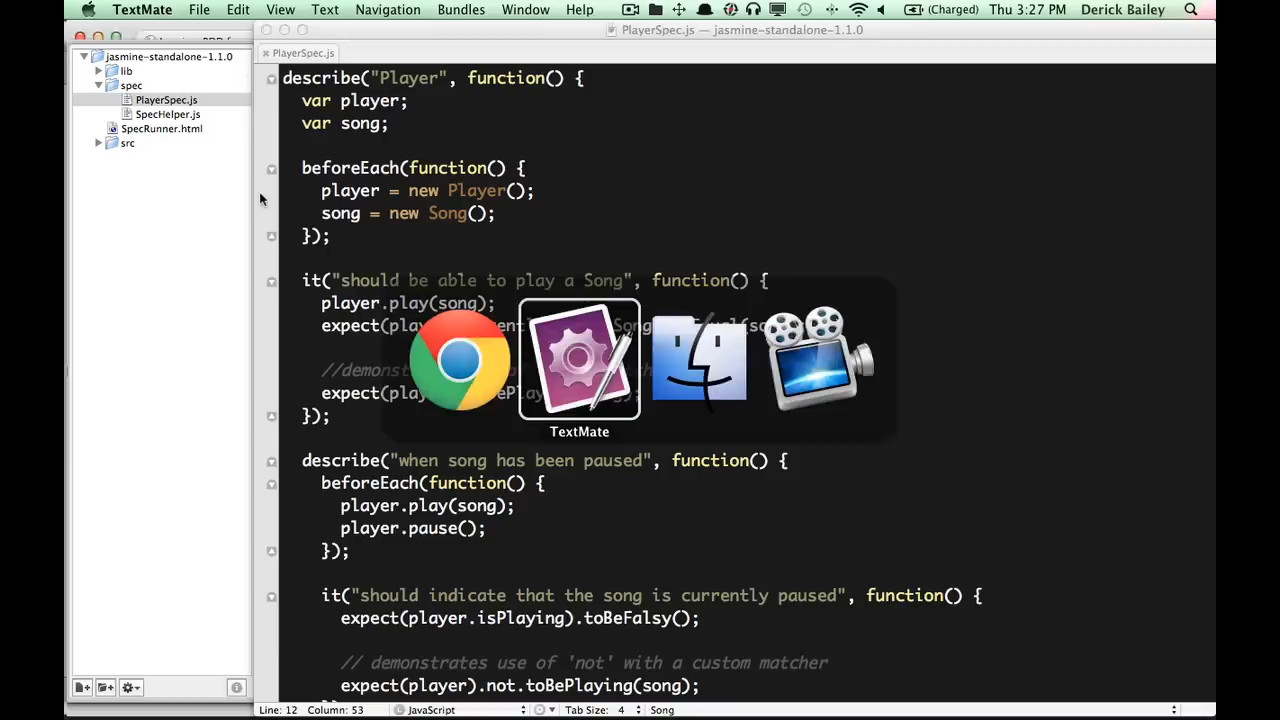 TextMate File Edit View Text Navigation Bundles Window Help (Charged) Thu 3:27 PM Derick Bailey
PlayerSpec.js — jasmine-standalone-1.1.0
jasmine-standalone-1.1.0
lib
spec
PlayerSpec.js
SpecHelper.js
SpecRunner.html
src
PlayerSpec.js
describe("Player", function() {
var player;
var song;
beforeEach(function() {
player = new Player();
song = new Song();
});
it("should be able to play a Song", function() {
player.play(song);
expect(
//demons
expect(
});
TextMate
describe("when song has been paused", function() {
beforeEach(function() {
player.play(song);
player.pause();
});
it("should indicate that the song is currently paused", function() {
expect(player.isPlaying).toBeFalsy();
// demonstrates use of 'not' with a custom matcher
expect(player).not.toBePlaying(song);
Line: 12 Column: 53 JavaScript Tab Size: 4 Song